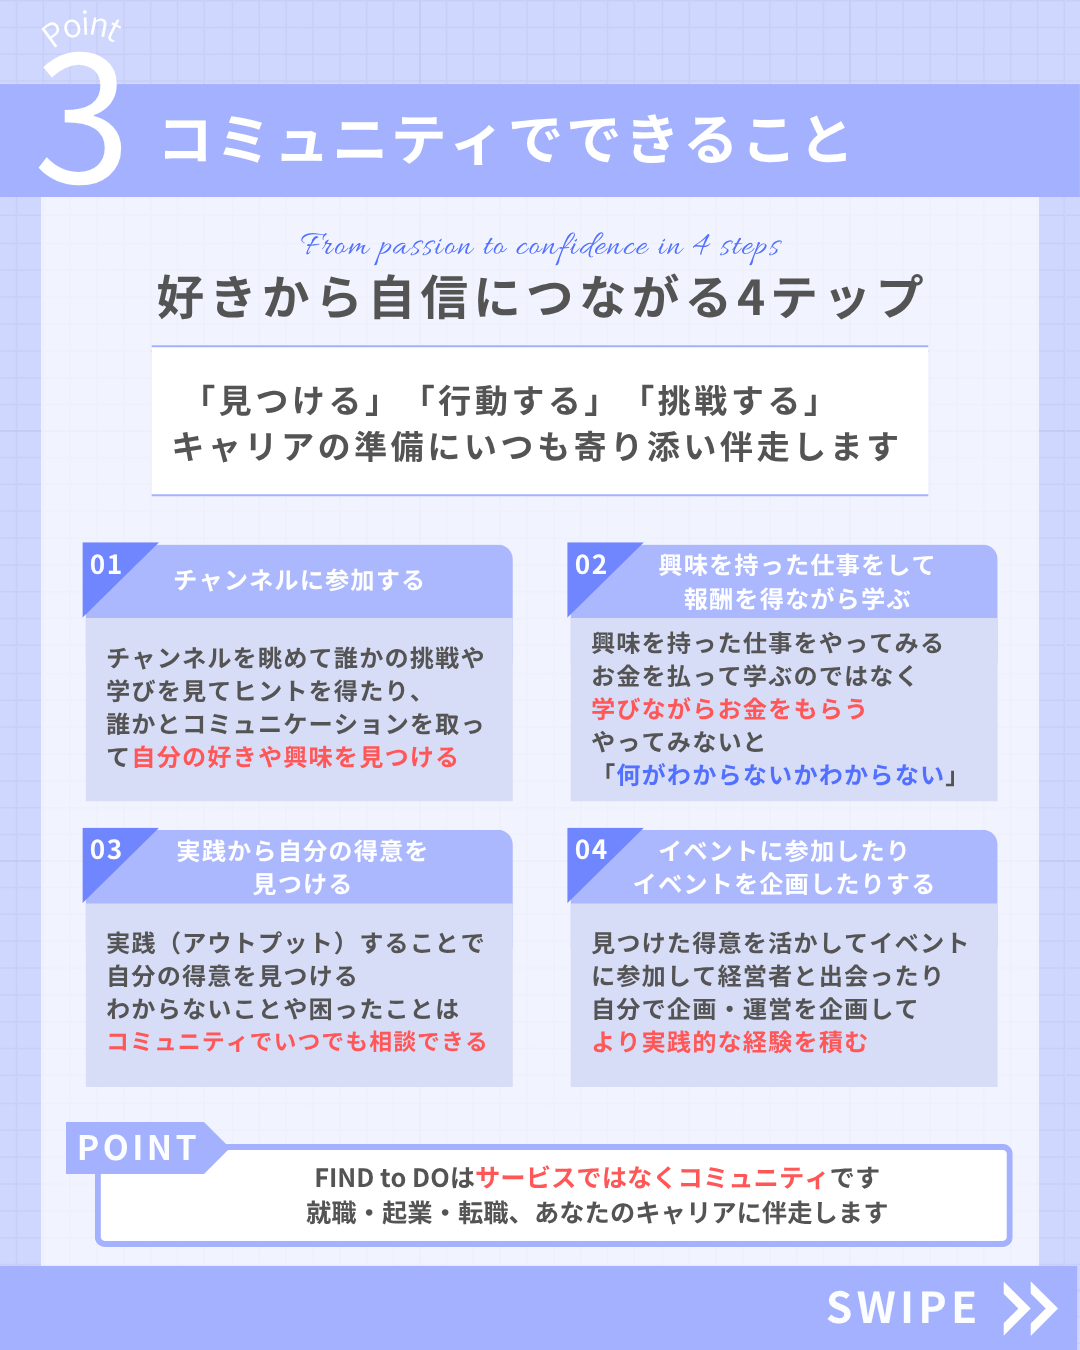 Point
3
コミュニティでできること
From passion to confidence in 4 steps
好きから自信につながる4テップ
「見つける」「行動する」「挑戦する」
キャリアの準備にいつも寄り添い伴走します
01
チャンネルに参加する
チャンネルを眺めて誰かの挑戦や
学びを見てヒントを得たり、
誰かとコミュニケーションを取っ
て自分の好きや興味を見つける
02
興味を持った仕事をして
報酬を得ながら学ぶ
興味を持った仕事をやってみる
お金を払って学ぶのではなく
学びながらお金をもらう
やってみないと
「何がわからないかわからない」
03
実践から自分の得意を
見つける
実践（アウトプット）することで
自分の得意を見つける
わからないことや困ったことは
コミュニティでいつでも相談できる
04
イベントに参加したり
イベントを企画したりする
見つけた得意を活かしてイベント
に参加して経営者と出会ったり
自分で企画・運営を企画して
より実践的な経験を積む
POINT
FIND to DOはサービスではなくコミュニティです
就職・起業・転職、あなたのキャリアに伴走します
SWIPE